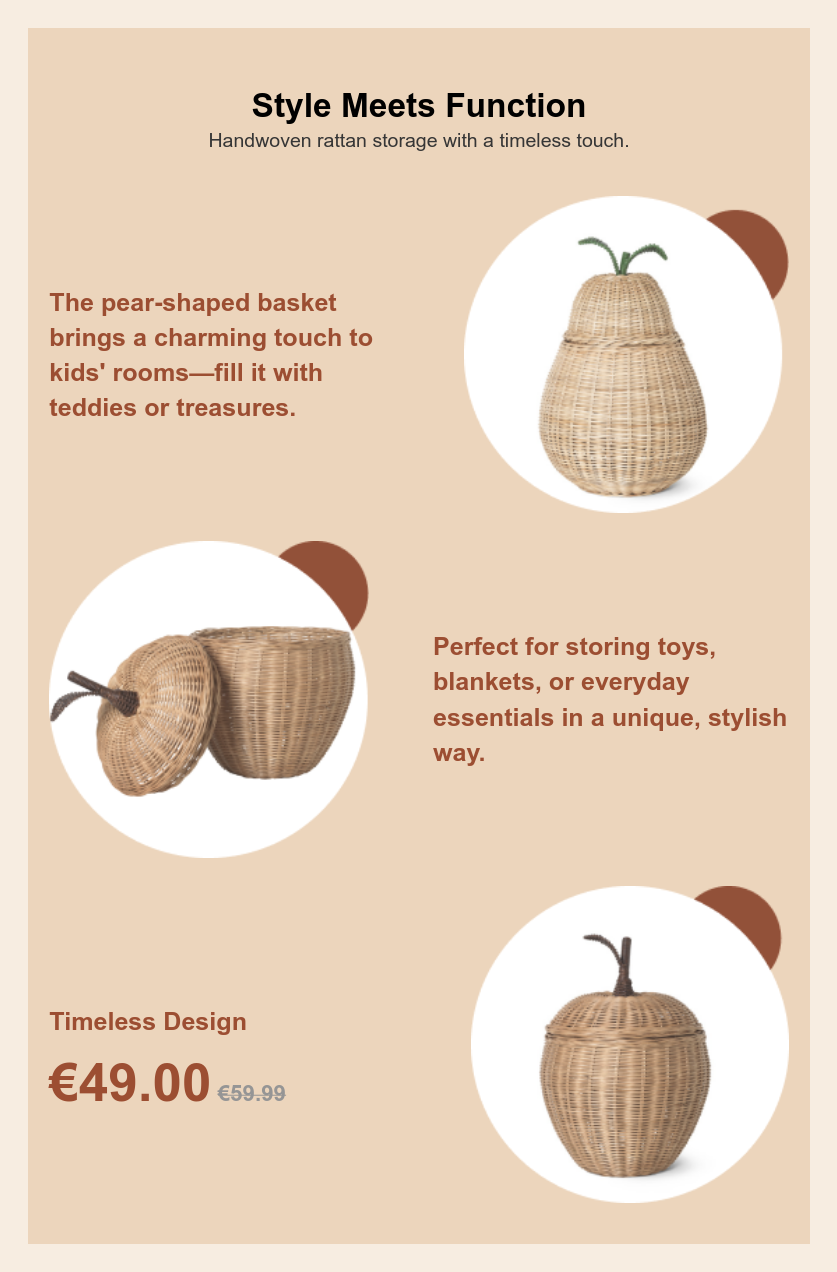 Style Meets Function
Handwoven rattan storage with a timeless touch.
The pear-shaped basket
brings a charming touch to
kids' rooms—fill it with
teddies or treasures.
Perfect for storing toys,
blankets, or everyday
essentials in a unique, stylish
way.
Timeless Design
€49.00 €59.99